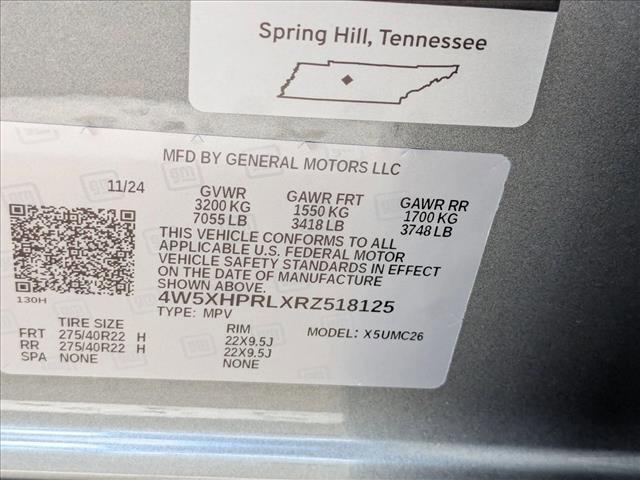 Spring Hill, Tennessee
MFD BY GENERAL MOTORS LLC
11/24 GVWR GAWR FRT GAWR RR
3200 KG 1550 KG 1700 KG
7055 LB 3418 LB 3748 LB
THIS VEHICLE CONFORMS TO ALL
APPLICABLE U.S. FEDERAL MOTOR
VEHICLE SAFETY STANDARDS IN EFFECT
ON THE DATE OF MANUFACTURE
SHOWN ABOVE.
130H 4W5XHPRLXRZ518125
TYPE: MPV
TIRE SIZE RIM MODEL: X5UMC26
FRT 275/40R22 H 22X9.5J
RR 275/40R22 H 22X9.5J
SPA NONE NONE